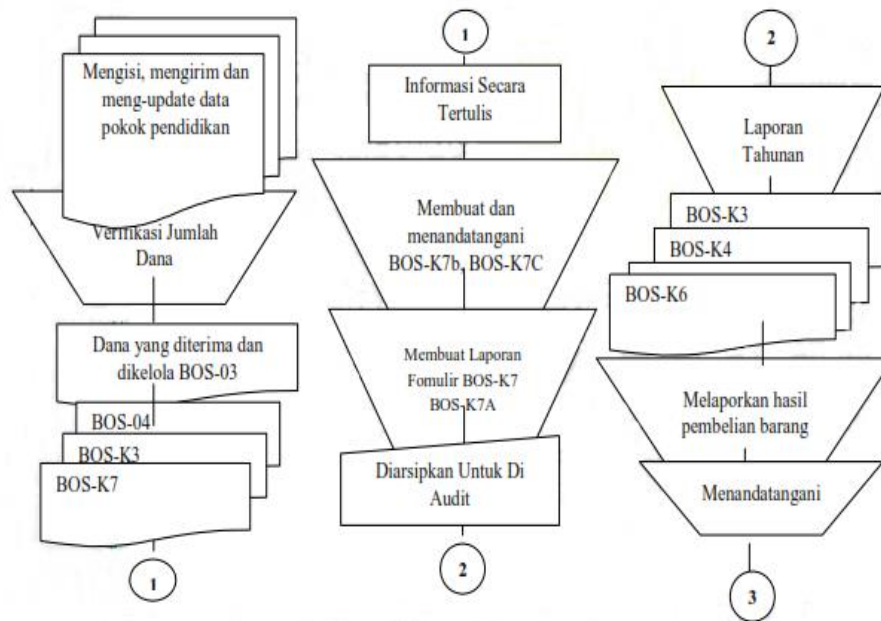 Mengisi, mengirim dan
meng-update data
pokok pendidikan
Verifikasi Jumlah
Dana
Dana yang diterima dan
dikelola BOS-03
BOS-04
BOS-K3
BOS-K7
1
1
Informasi Secara
Tertulis
Membuat dan
menandatangani
BOS-K7b, BOS-K7C
Membuat Laporan
Fomulir BOS-K7
BOS-K7A
Diarsipkan Untuk Di
Audit
2
2
Laporan
Tahunan
BOS-K3
BOS-K4
BOS-K6
Melaporkan hasil
pembelian barang
Menandatangani
3